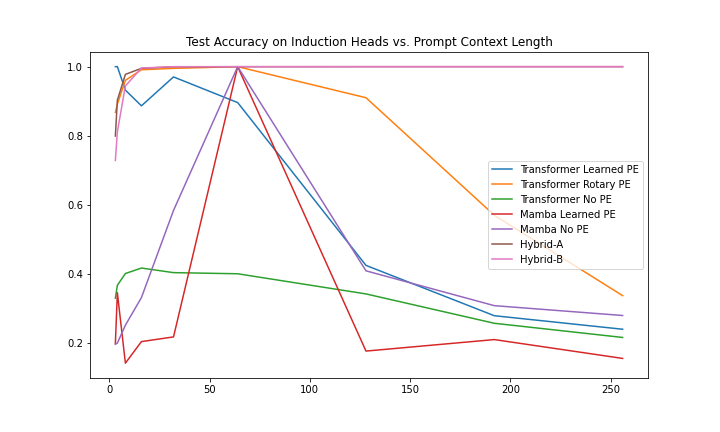 Test Accuracy on Induction Heads vs. Prompt Context Length
1.0
0.8
0.6
0.4
0.2
0
50
100
150
200
250
Transformer Learned PE
Transformer Rotary PE
Transformer No PE
Mamba Learned PE
Mamba No PE
Hybrid-A
Hybrid-B